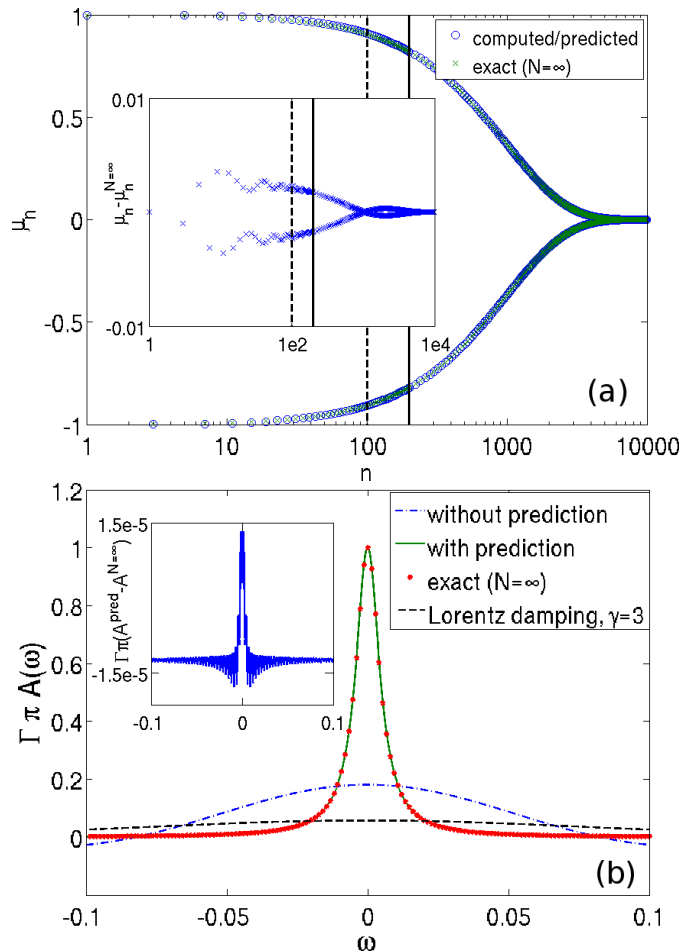 1
0.5
0
-0.5
-1
μn
computed/predicted
exact (N=∞)
0.01
-0.01
μn-μnN=∞
1
1e2
1e4
(a)
1
10
100
1000
10000
n
1.2
1
0.8
0.6
0.4
0.2
0
Γ π A(ω)
without prediction
with prediction
exact (N=∞)
Lorentz damping, γ=3
1.5e-5
-1.5e-5
Γπ(Apred-AN=∞)
-0.1
0
0.1
(b)
-0.1
-0.05
0
0.05
0.1
ω